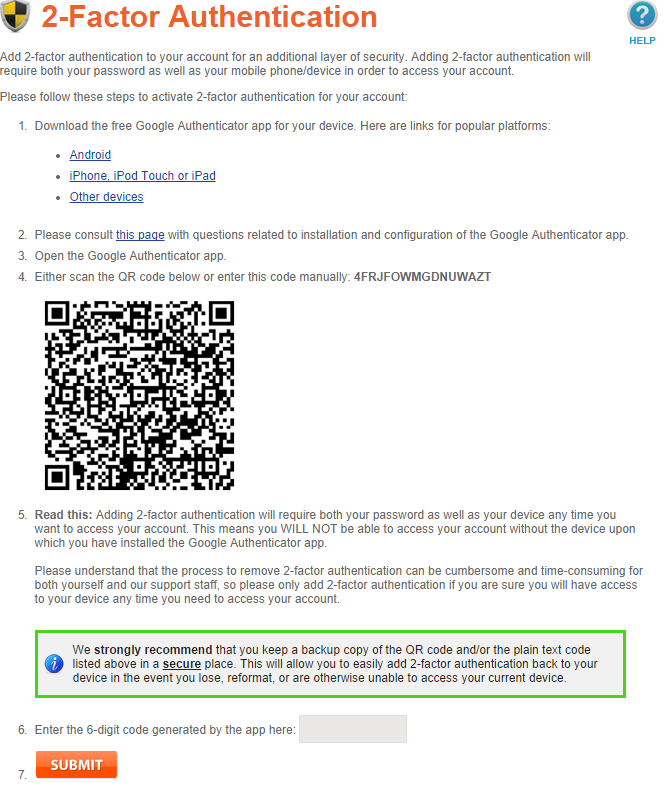 2-Factor Authentication
HELP
Add 2-factor authentication to your account for an additional layer of security. Adding 2-factor authentication will
require both your password as well as your mobile phone/device in order to access your account.
Please follow these steps to activate 2-factor authentication for your account:
1. Download the free Google Authenticator app for your device. Here are links for popular platforms:
• Android
• iPhone, iPod Touch or iPad
• Other devices
2. Please consult this page with questions related to installation and configuration of the Google Authenticator app.
3. Open the Google Authenticator app.
4. Either scan the QR code below or enter this code manually: 4FRJFOWMGDNUWAZT
5. Read this: Adding 2-factor authentication will require both your password as well as your device any time you
want to access your account. This means you WILL NOT be able to access your account without the device upon
which you have installed the Google Authenticator app.
Please understand that the process to remove 2-factor authentication can be cumbersome and time-consuming for
both yourself and our support staff, so please only add 2-factor authentication if you are sure you will have access
to your device any time you need to access your account.
We strongly recommend that you keep a backup copy of the QR code and/or the plain text code
listed above in a secure place. This will allow you to easily add 2-factor authentication back to your
device in the event you lose, reformat, or are otherwise unable to access your current device.
6. Enter the 6-digit code generated by the app here:
7. SUBMIT